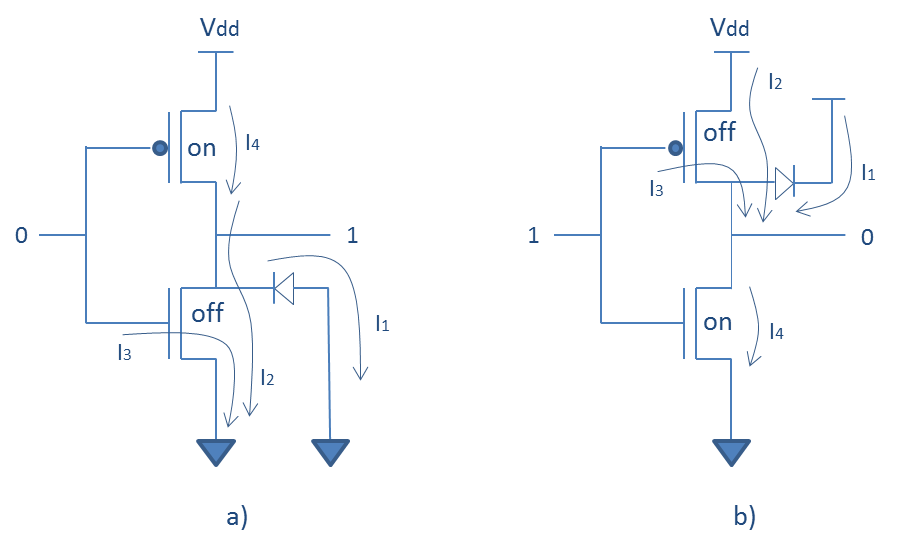 Vdd
on
I4
0
1
off
I1
I3
I2
a)
Vdd
I2
off
I3
I1
1
0
on
I4
b)